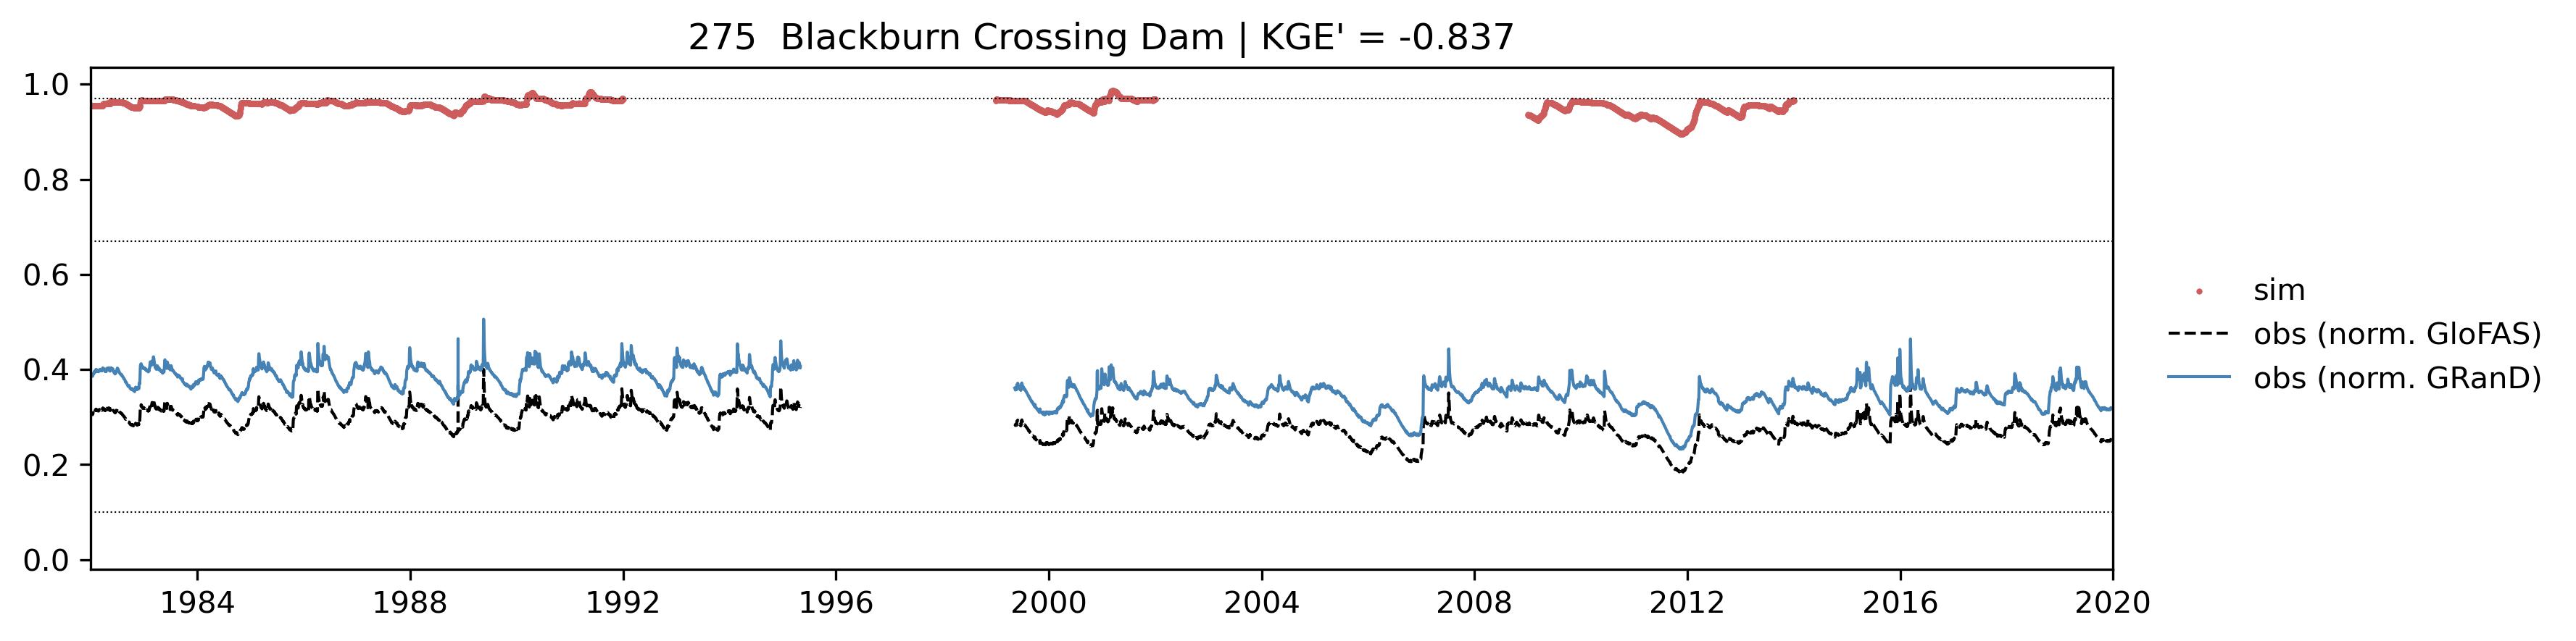 275  Blackburn Crossing Dam | KGE' = -0.837
1.0
0.8
0.6
0.4
0.2
0.0
1984 1988 1992 1996 2000 2004 2008 2012 2016 2020
sim
obs (norm. GloFAS)
obs (norm. GRanD)